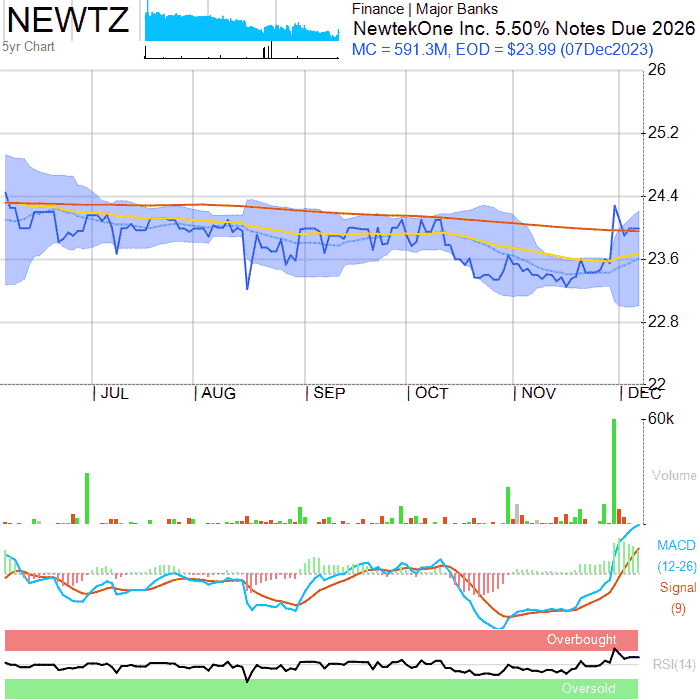 NEWTZ
5yr Chart
Finance | Major Banks
NewtekOne Inc. 5.50% Notes Due 2026
MC = 591.3M, EOD = $23.99 (07Dec2023)
26
25.2
24.4
23.6
22.8
22
JUL AUG SEP OCT NOV DEC
60k
Volume
MACD
(12-26)
Signal
(9)
Overbought
RSI(14)
Oversold